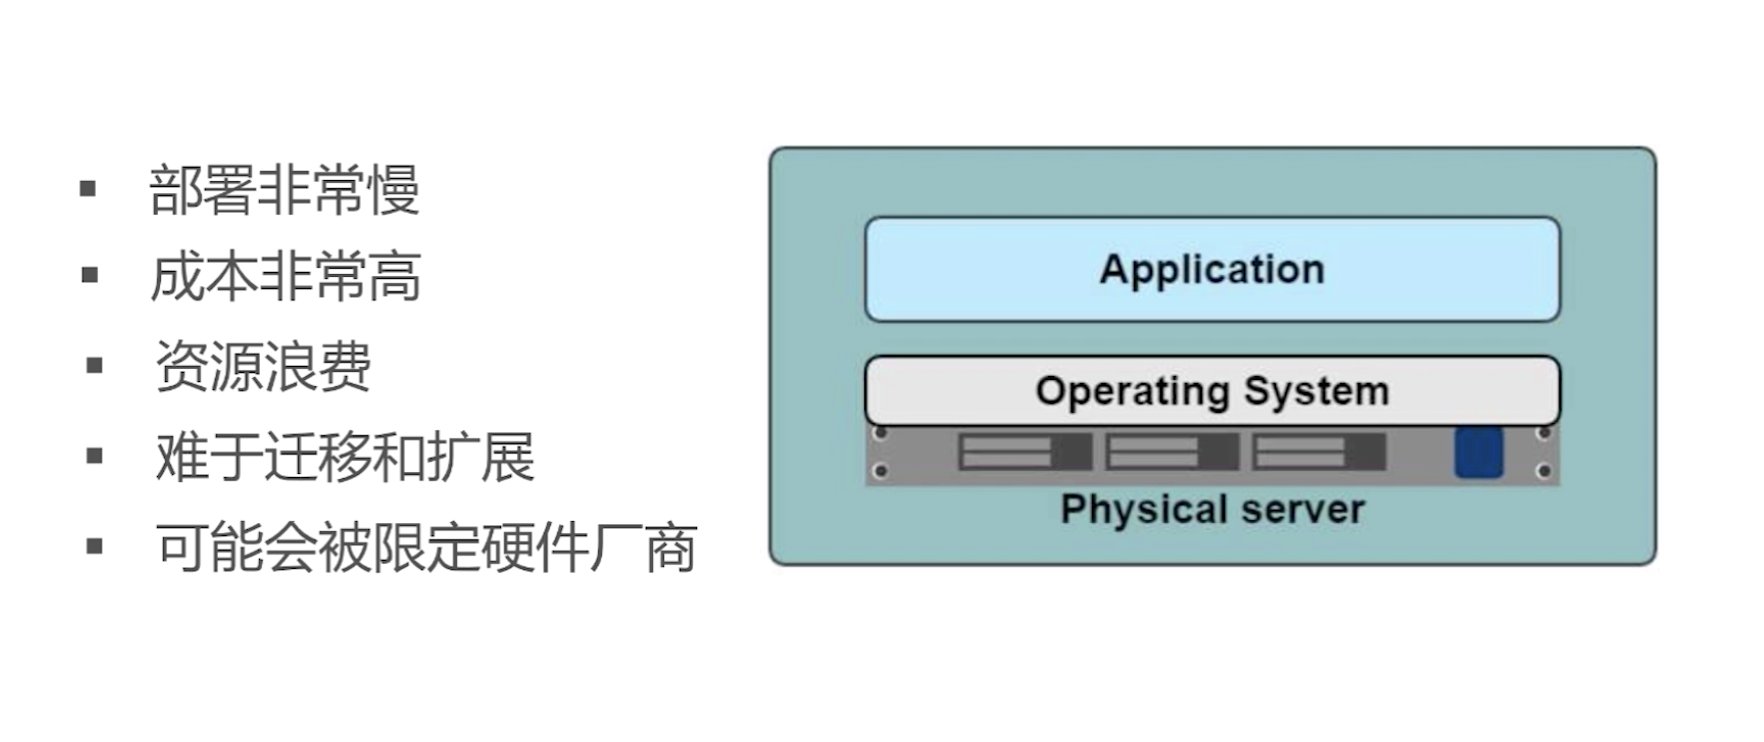 部署非常慢
成本非常高
资源浪费
难于迁移和扩展
可能会被限定硬件厂商
Application
Operating System
Physical server